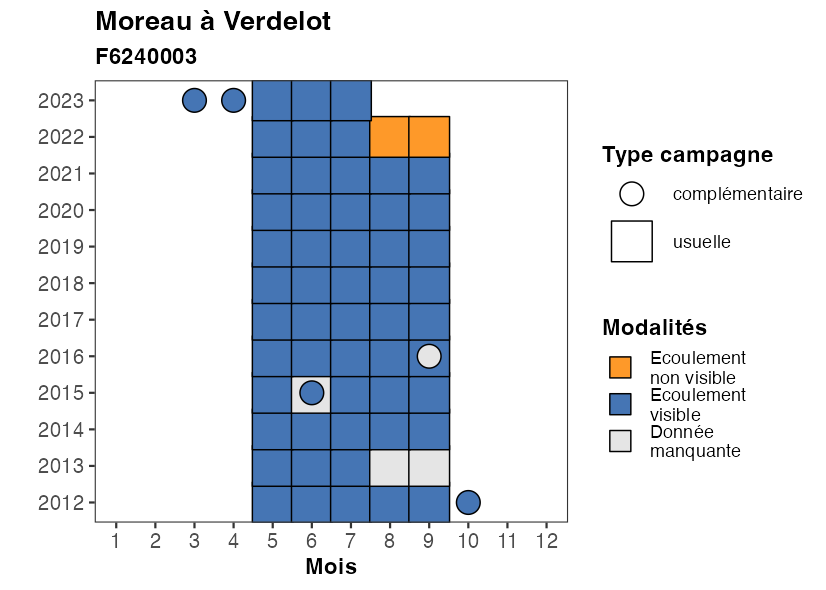 Moreau à Verdelot
F6240003
2023
2022
2021
2020
2019
2018
2017
2016
2015
2014
2013
2012
1 2 3 4 5 6 7 8 9 10 11 12
Mois
Type campagne
complémentaire
usuelle
Modalités
Ecoulement
non visible
Ecoulement
visible
Donnée
manquante